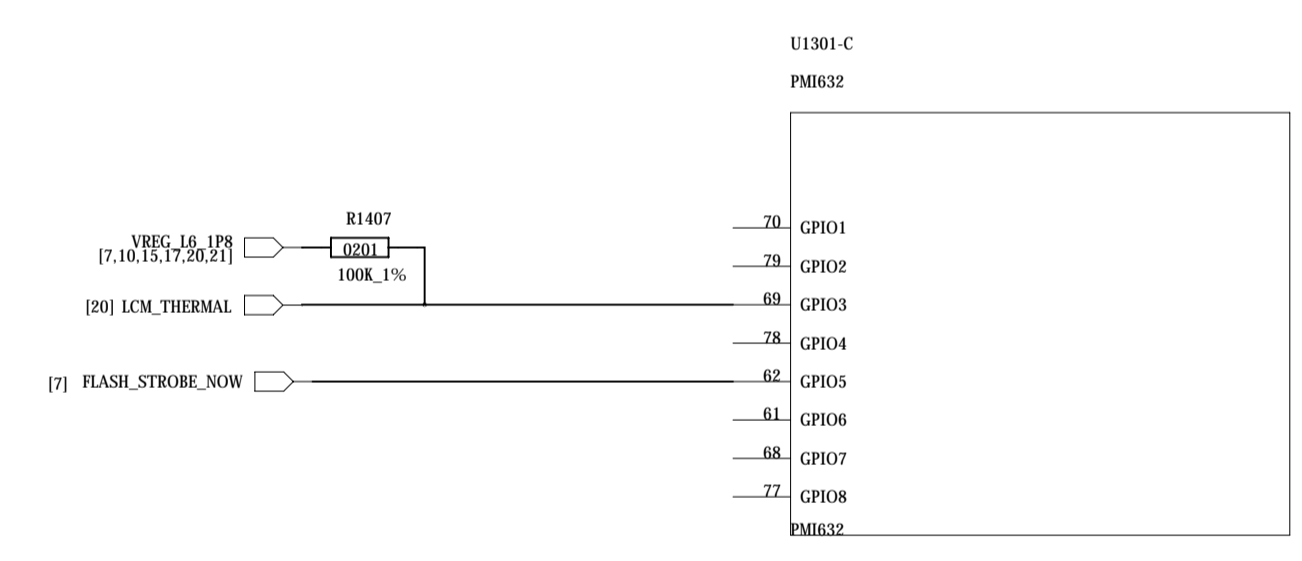 U1301-C
PMI632
R1407
VREG_L6_1P8
[7,10,15,17,20,21]
0201
100K_1%
[20] LCM_THERMAL
[7] FLASH_STROBE_NOW
70 GPIO1
79 GPIO2
69 GPIO3
78 GPIO4
62 GPIO5
61 GPIO6
68 GPIO7
77 GPIO8
PMI632